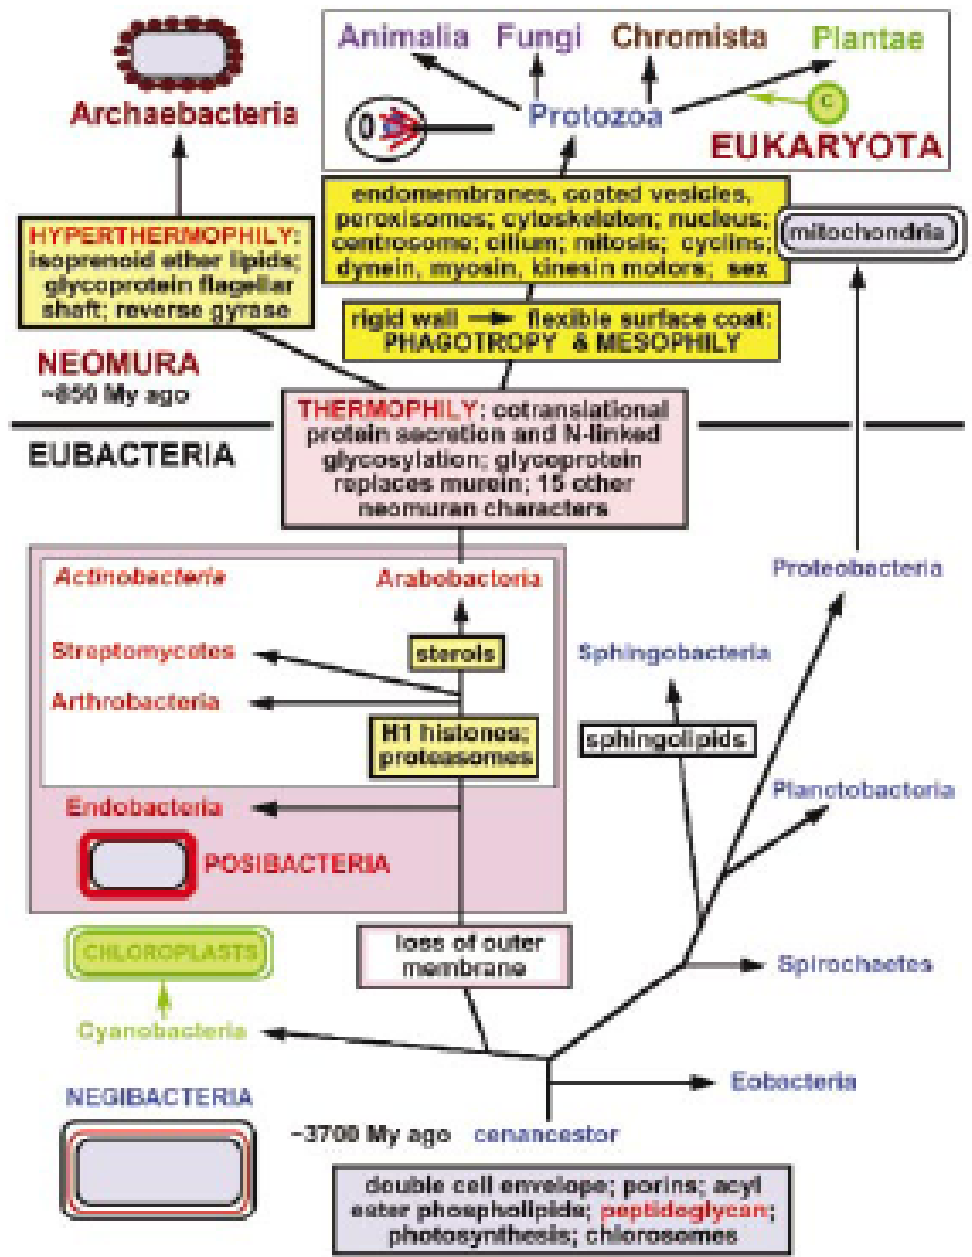 Animalia Fungi Chromista Plantae
Archaebacteria
Protozoa
C
EUKARYOTA
endomembranes, coated vesicles,
peroxisomes; cytoskeleton; nucleus;
centrosome; cilium; mitosis; cyclins;
dynein, myosin, kinesin motors; sex
mitochondria
HYPERTHERMOPHILY:
isoprenoid ether lipids;
glycoprotein flagellar
shaft; reverse gyrase
rigid wall → flexible surface coat:
PHAGOTROPY & MESOPHILY
NEOMURA
~850 My ago
THERMOPHILY: cotranslational
protein secretion and N-linked
glycosylation; glycoprotein
replaces murein; 15 other
neomuran characters
EUBACTERIA
Actinobacteria
Arabobacteria
Proteobacteria
Streptomycetes
sterols
Sphingobacteria
Arthrobacteria
H1 histones;
proteasomes
sphingolipids
Endobacteria
Planctobacteria
POSIBACTERIA
CHLOROPLASTS
loss of outer
membrane
Spirochaetes
Cyanobacteria
Eobacteria
NEGIBACTERIA
~3700 My ago cenancestor
double cell envelope; porins; acyl
ester phospholipids; peptidoglycan;
photosynthesis; chlorosomes